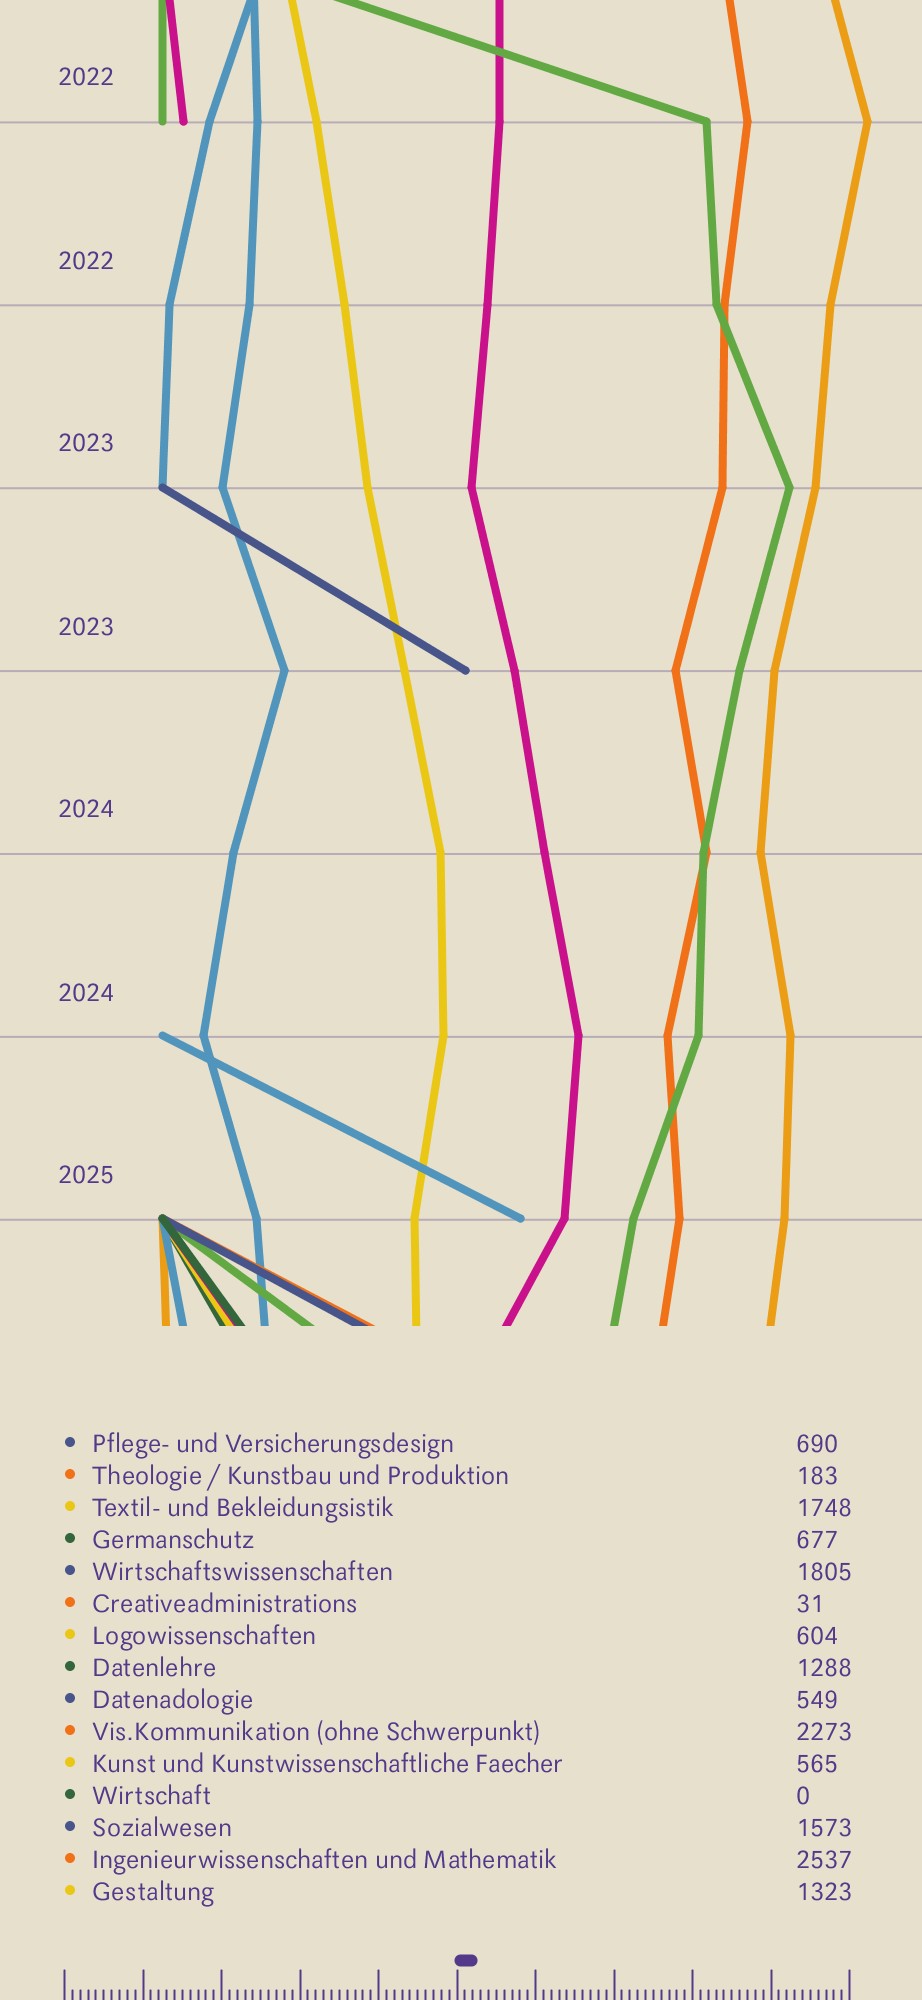 2022
2022
2023
2023
2024
2024
2025
Pflege- und Versicherungsdesign 690
Theologie / Kunstbau und Produktion 183
Textil- und Bekleidungsistik 1748
Germanschutz 677
Wirtschaftswissenschaften 1805
Creativeadministrations 31
Logowissenschaften 604
Datenlehre 1288
Datenadologie 549
Vis.Kommunikation (ohne Schwerpunkt) 2273
Kunst und Kunstwissenschaftliche Faecher 565
Wirtschaft 0
Sozialwesen 1573
Ingenieurwissenschaften und Mathematik 2537
Gestaltung 1323